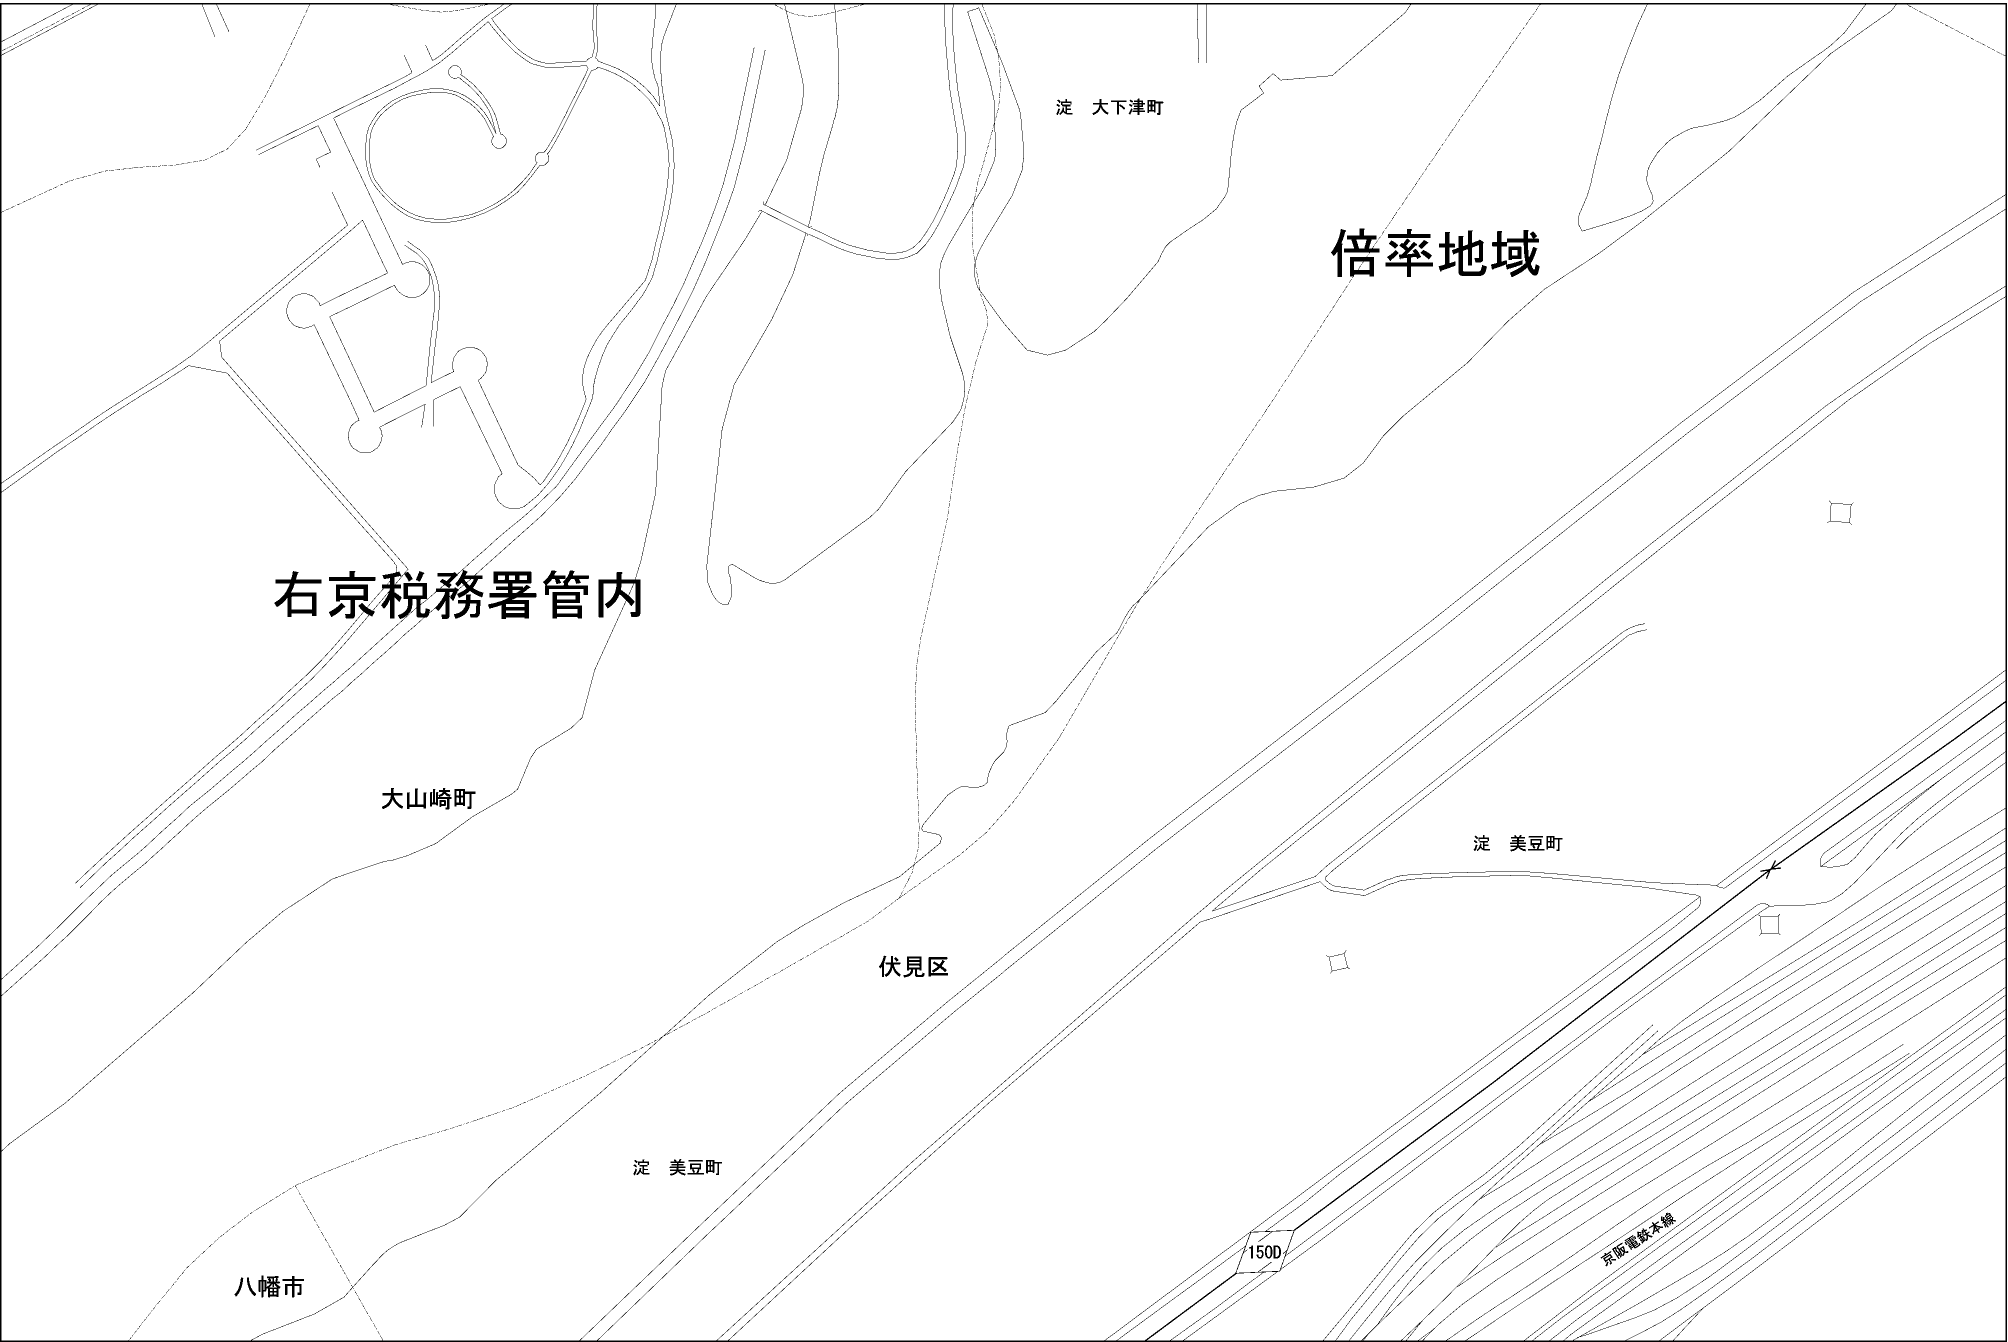 淀　大下津町
倍率地域
右京税務署管内
大山崎町
淀　美豆町
伏見区
淀　美豆町
150D
京阪電鉄本線
八幡市